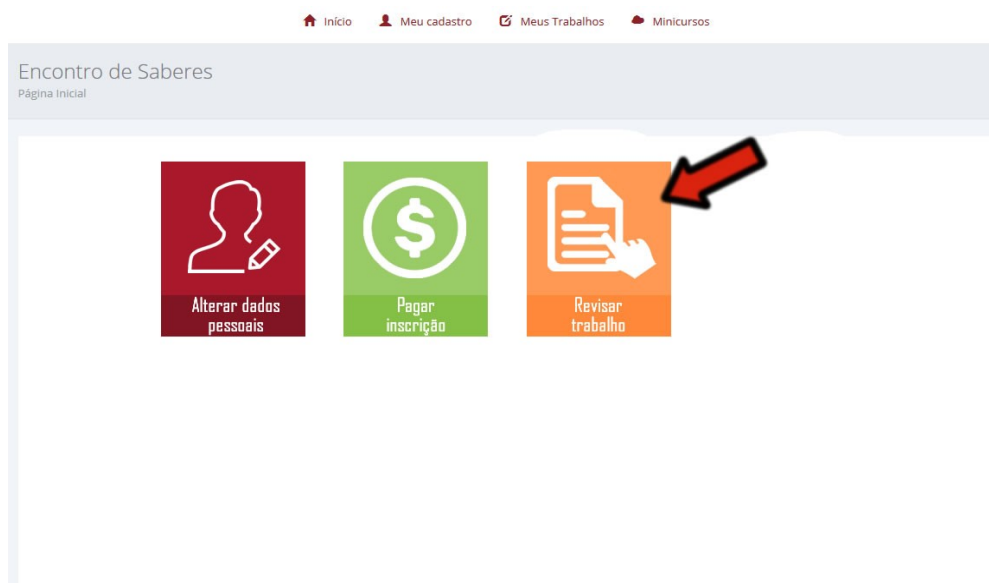 Início Meu cadastro Meus Trabalhos Minicursos
Encontro de Saberes
Página Inicial
Alterar dados
pessoais
Pagar
inscrição
Revisar
trabalho